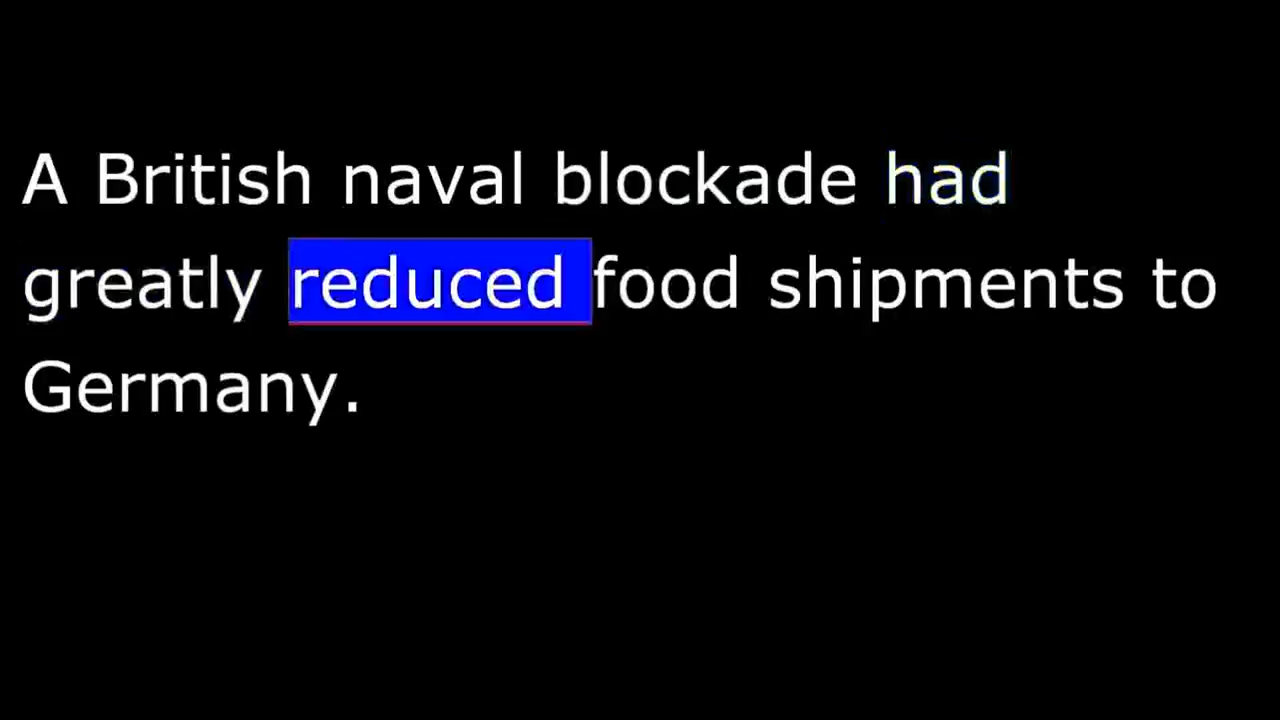 A British naval blockade had
greatly reduced food shipments to
Germany.